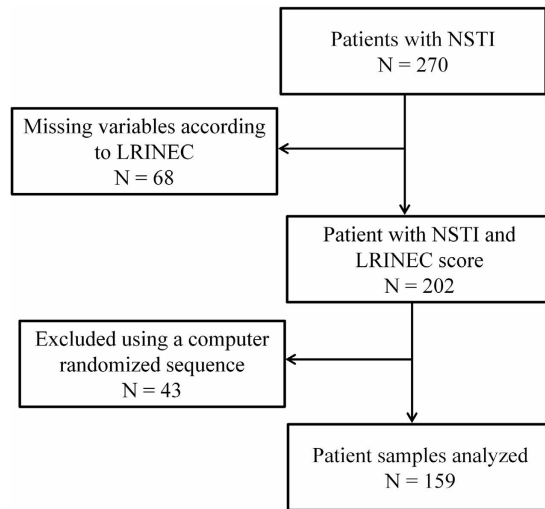 Patients with NSTI
N = 270
Missing variables according
to LRINEC
N = 68
Patient with NSTI and
LRINEC score
N = 202
Excluded using a computer
randomized sequence
N = 43
Patient samples analyzed
N = 159